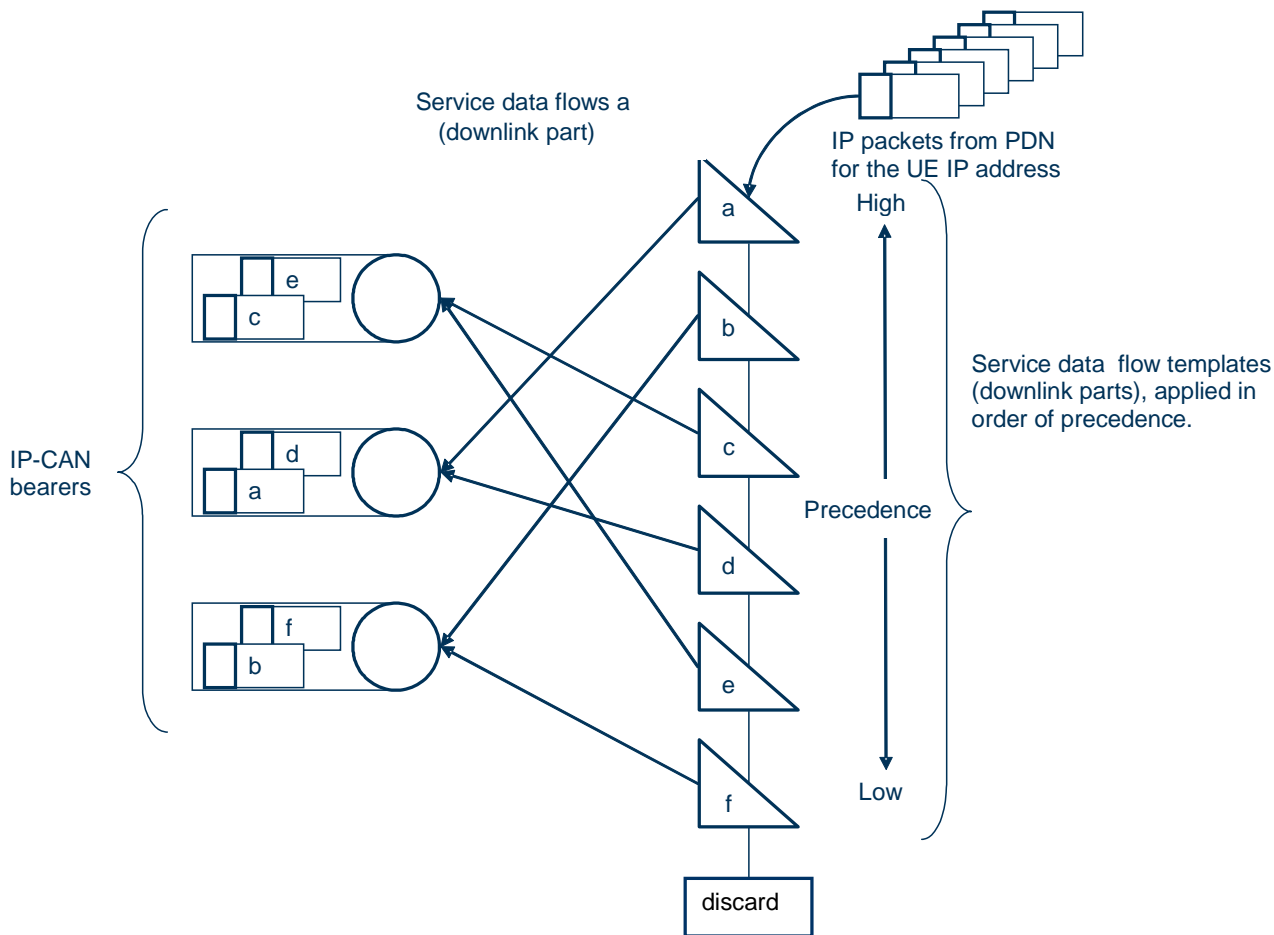 Service data flows a
(downlink part)
IP packets from PDN
for the UE IP address
High
a
e
c
b
Service data flow templates
(downlink parts), applied in
order of precedence.
c
IP-CAN
bearers
d
a
Precedence
d
f
b
e
Low
f
discard